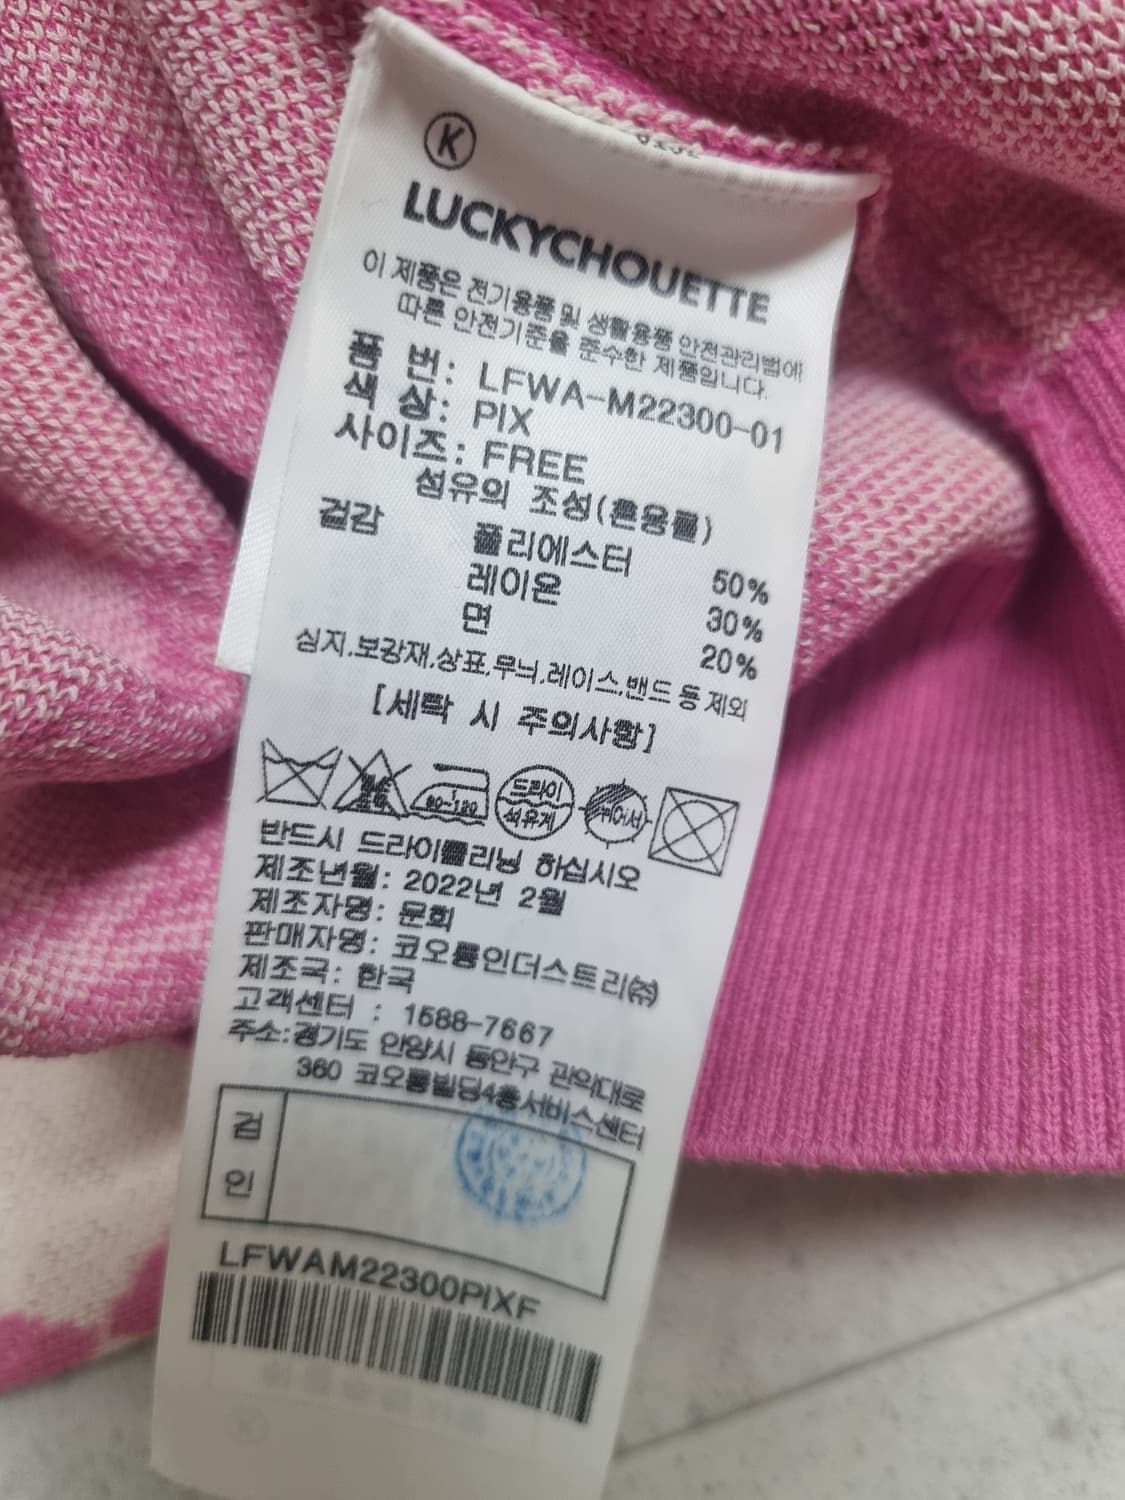 K
LUCKYCHOUETTE
이 제품은 전기용품 및 생활용품 안전관리법에
따른 안전기준을 준수한 제품입니다.
품 번: LFWA-M22300-01
색 상: PIX
사이즈: FREE
섬유의 조성(혼용률)
겉감 폴리에스터 50%
레이온 30%
면 20%
심지.보강재.상표.무늬.레이스.밴드 등 제외
[세탁 시 주의사항]
80-120 드라이 석유계 뉘어서
반드시 드라이클리닝 하십시오
제조년월: 2022년 2월
제조자명: 문희
판매자명: 코오롱인더스트리㈜
제조국: 한국
고객센터 : 1588-7667
주소:경기도 안양시 동안구 관악대로
360 코오롱빌딩4층서비스센터
검
인
LFWAM22300PIXF